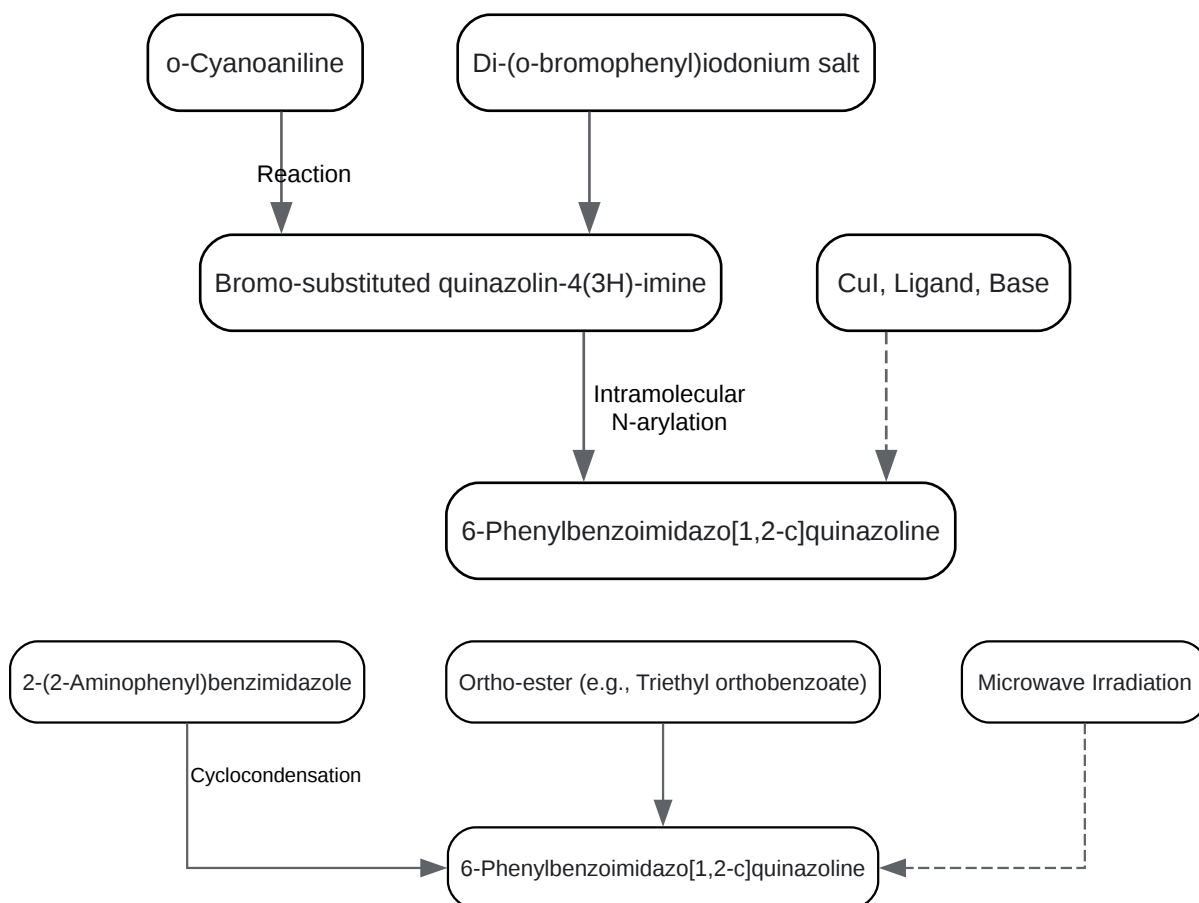 o-Cyanoaniline
Di-(o-bromophenyl)iodonium salt
Reaction
Bromo-substituted quinazolin-4(3H)-imine
CuI, Ligand, Base
Intramolecular
N-arylation
6-Phenylbenzoimidazo[1,2-c]quinazoline
2-(2-Aminophenyl)benzimidazole
Ortho-ester (e.g., Triethyl orthobenzoate)
Microwave Irradiation
Cyclocondensation
6-Phenylbenzoimidazo[1,2-c]quinazoline